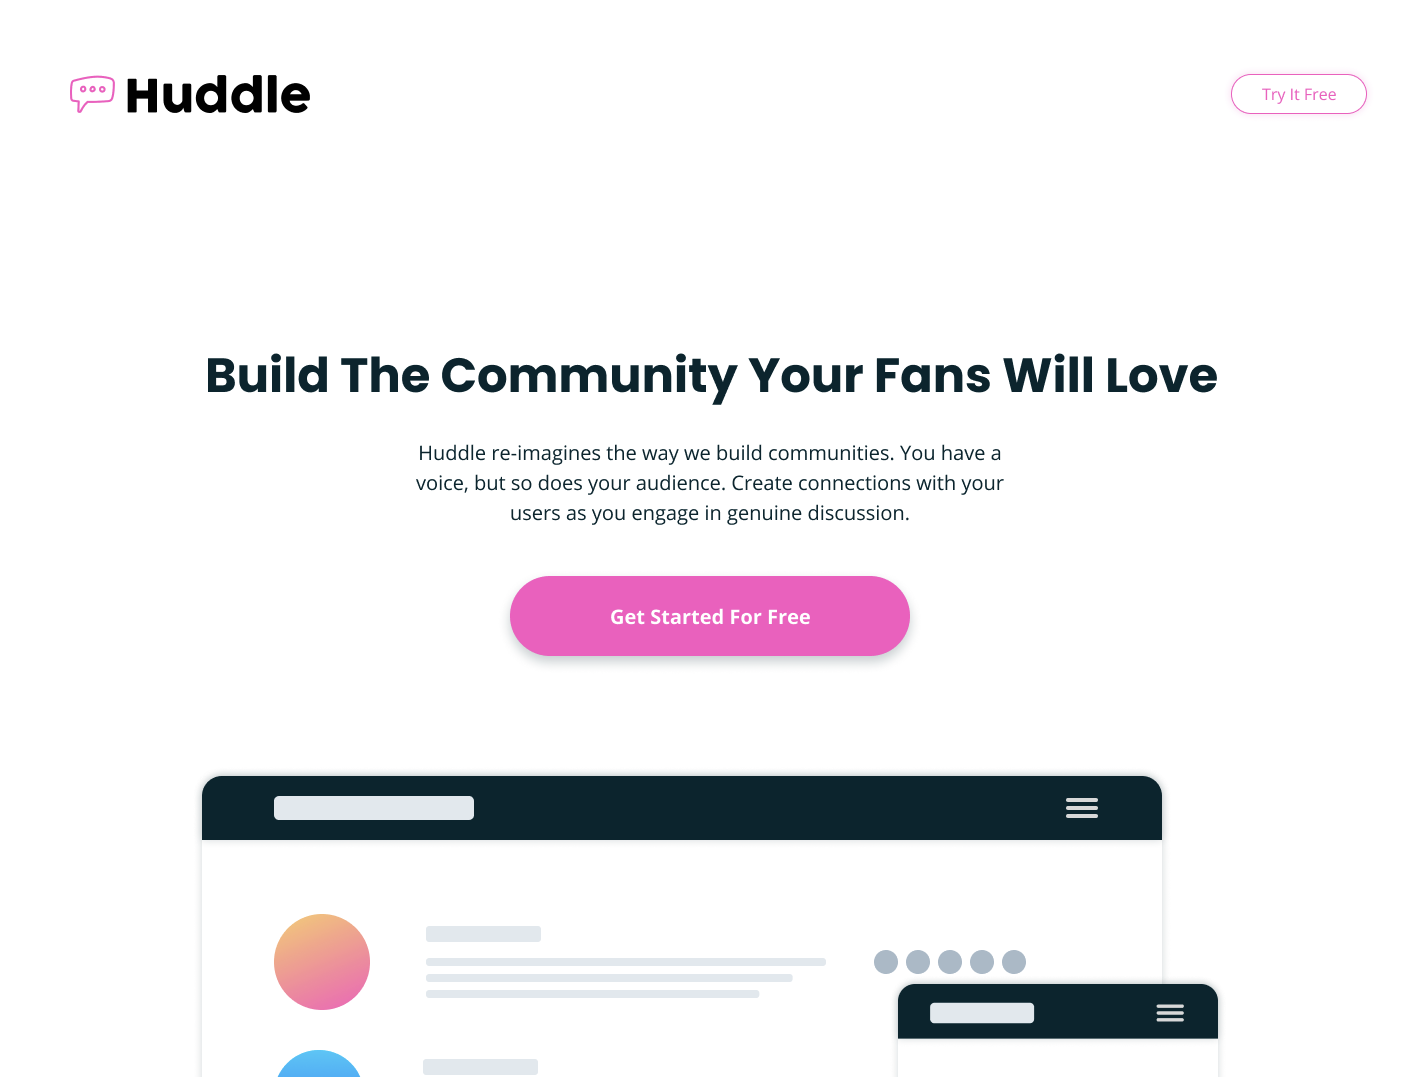 Huddle
Try It Free
Build The Community Your Fans Will Love
Huddle re-imagines the way we build communities. You have a
voice, but so does your audience. Create connections with your
users as you engage in genuine discussion.
Get Started For Free